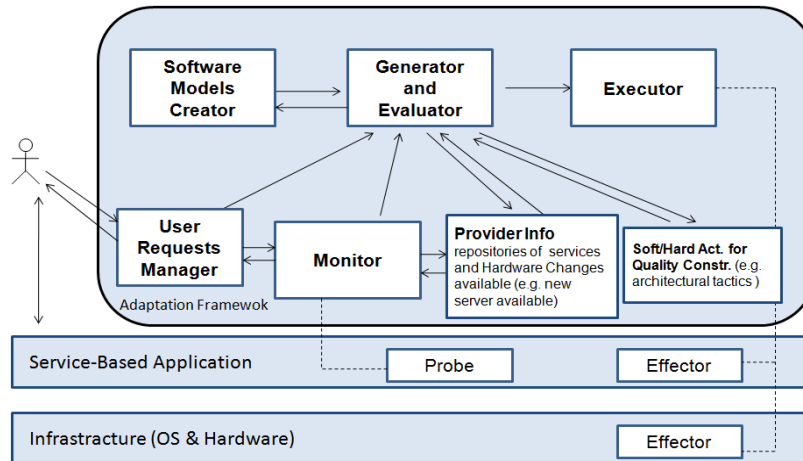 Software
Models
Creator
Generator
and
Evaluator
Executor
User
Requests
Manager
Monitor
Provider Info
repositories of services
and Hardware Changes
available (e.g. new
server available)
Soft/Hard Act. for
Quality Constr. (e.g.
architectural tactics )
Adaptation Framewok
Service-Based Application
Probe
Effector
Infrastracture (OS & Hardware)
Effector